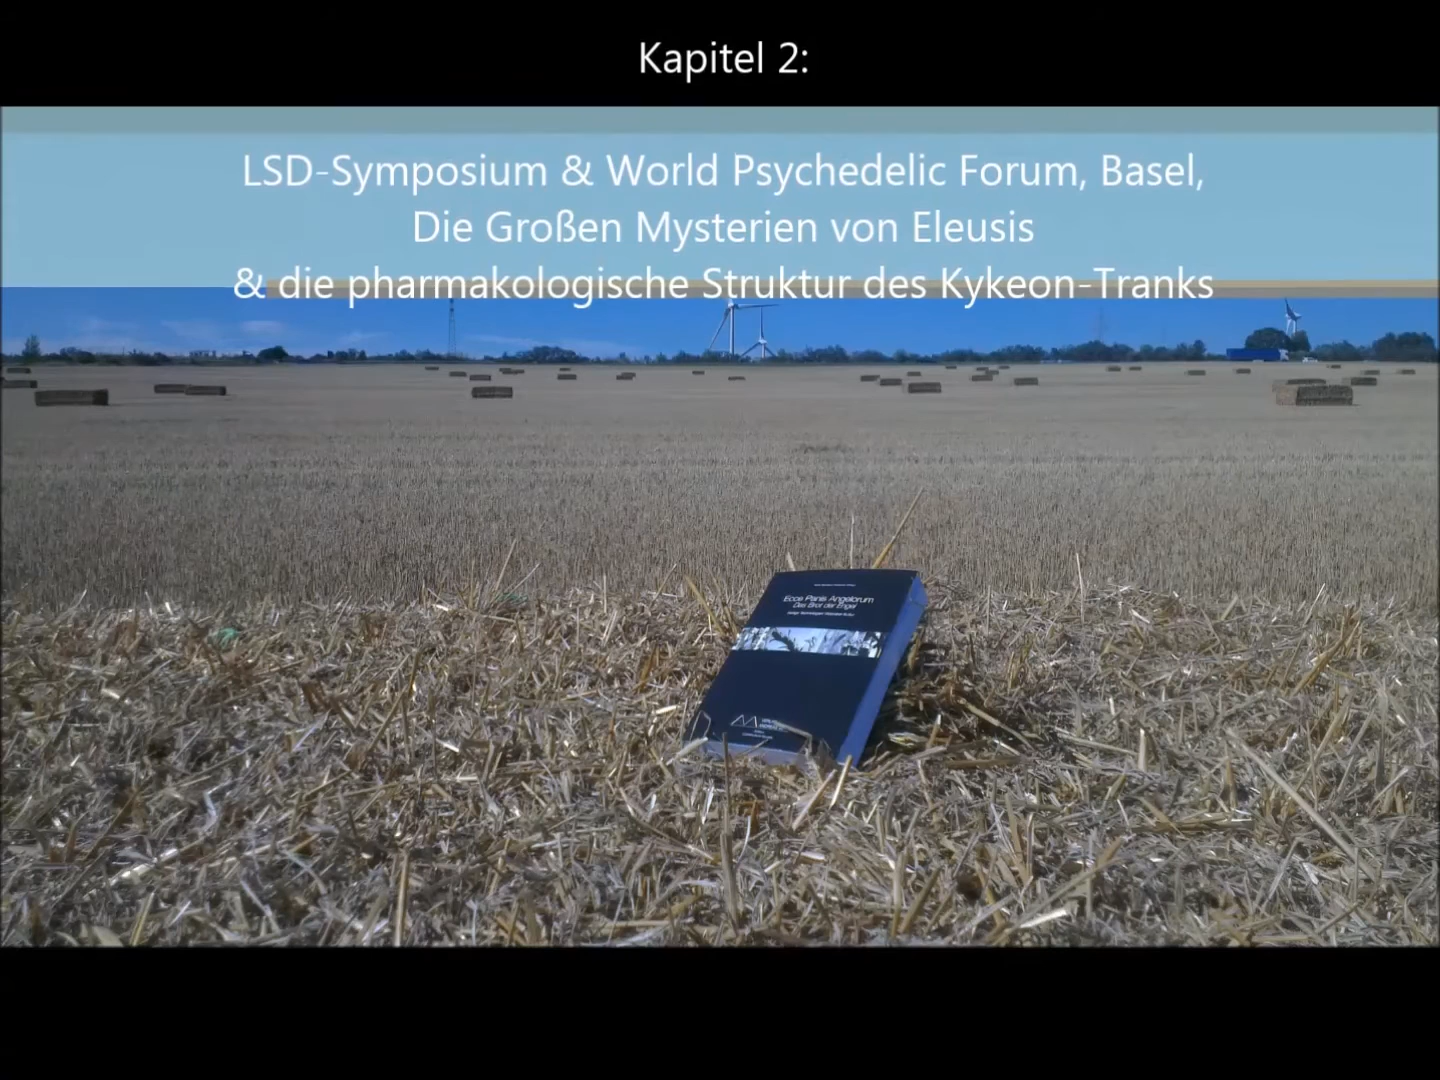 Kapitel 2:
LSD-Symposium & World Psychedelic Forum, Basel,
Die Großen Mysterien von Eleusis
& die pharmakologische Struktur des Kykeon-Tranks
Ecce Panis Angelorum
Das Brot der Engel